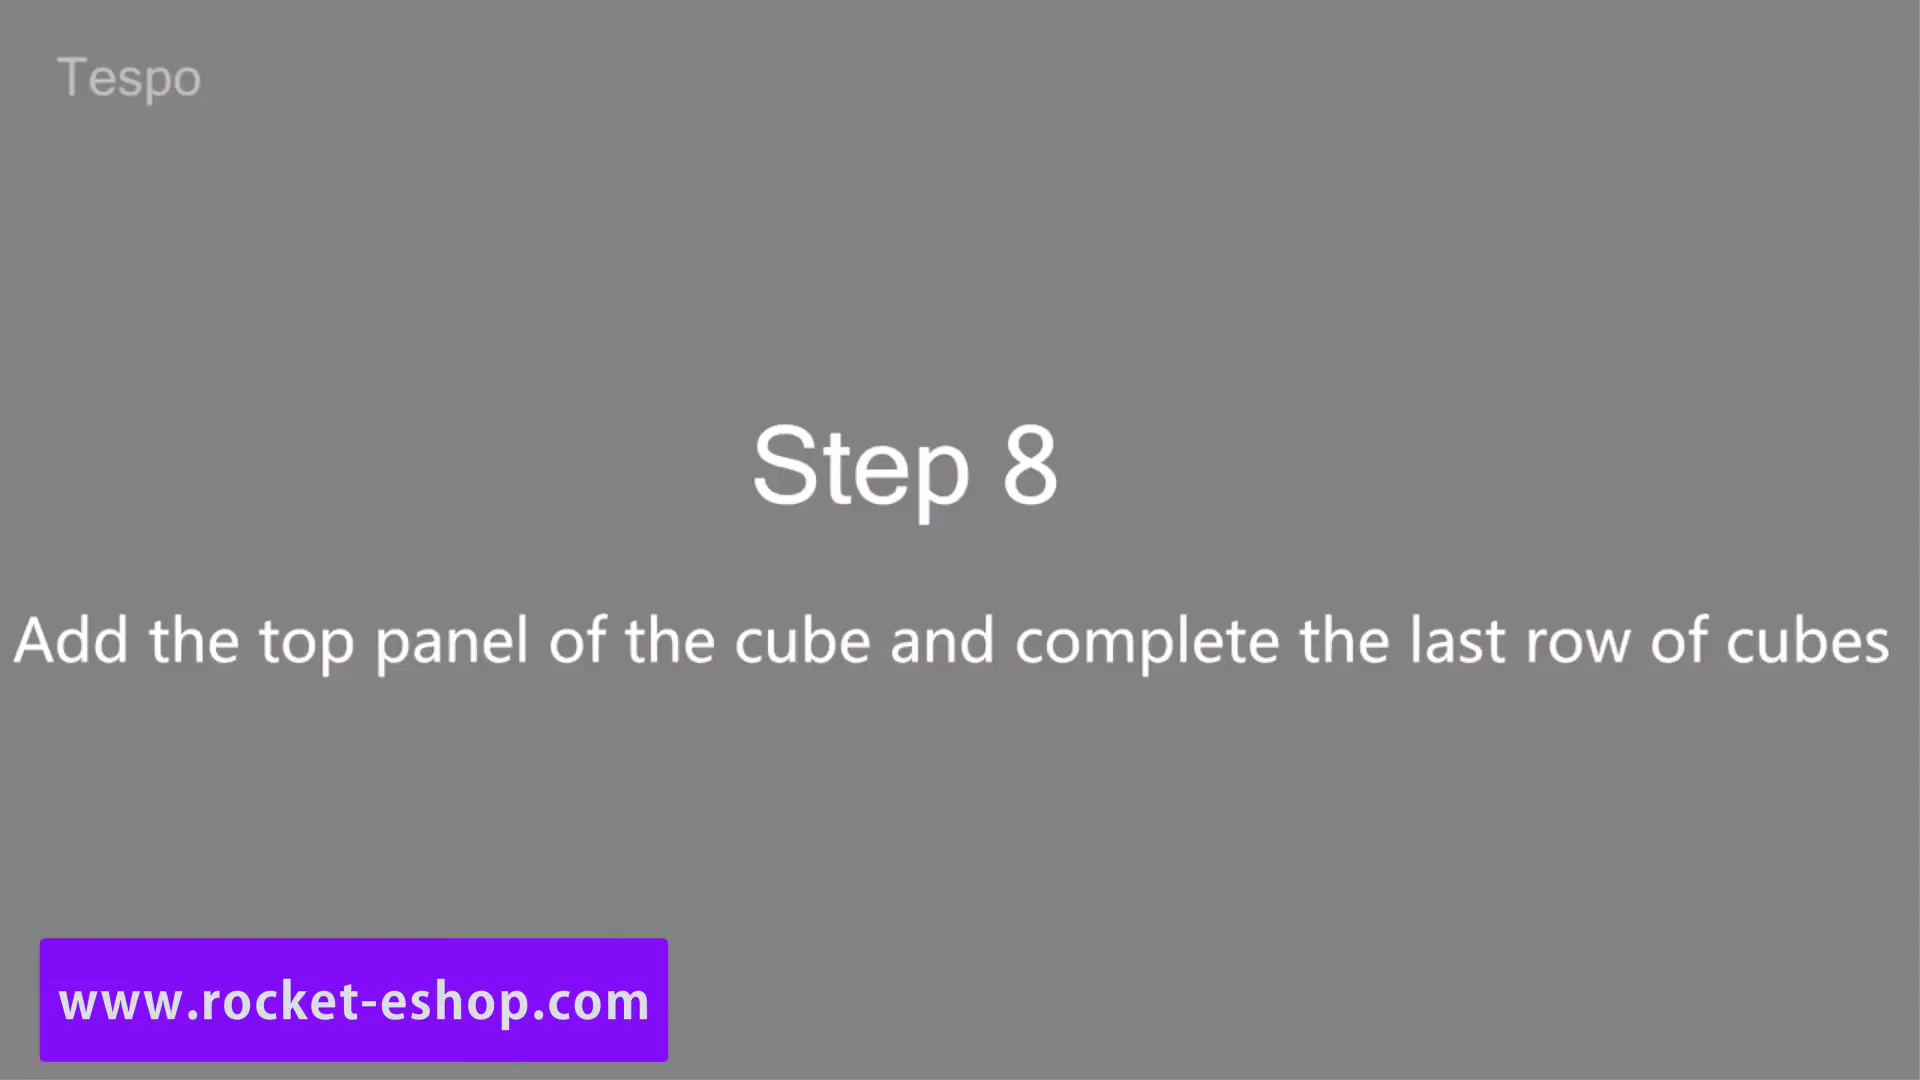 Tespo
Step 8
Add the top panel of the cube and complete the last row of cubes
www.rocket-eshop.com